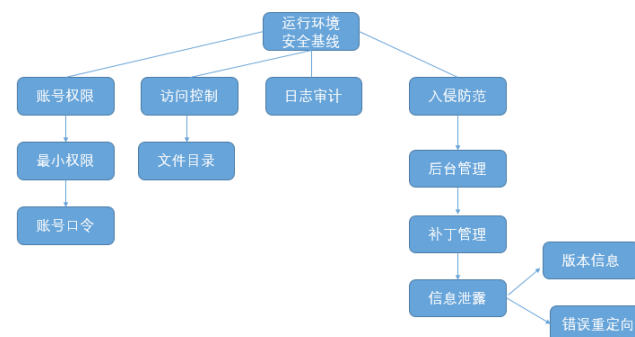 运行环境
安全基线
账号权限
访问控制
日志审计
入侵防范
最小权限
文件目录
后台管理
账号口令
补丁管理
版本信息
信息泄露
错误重定向